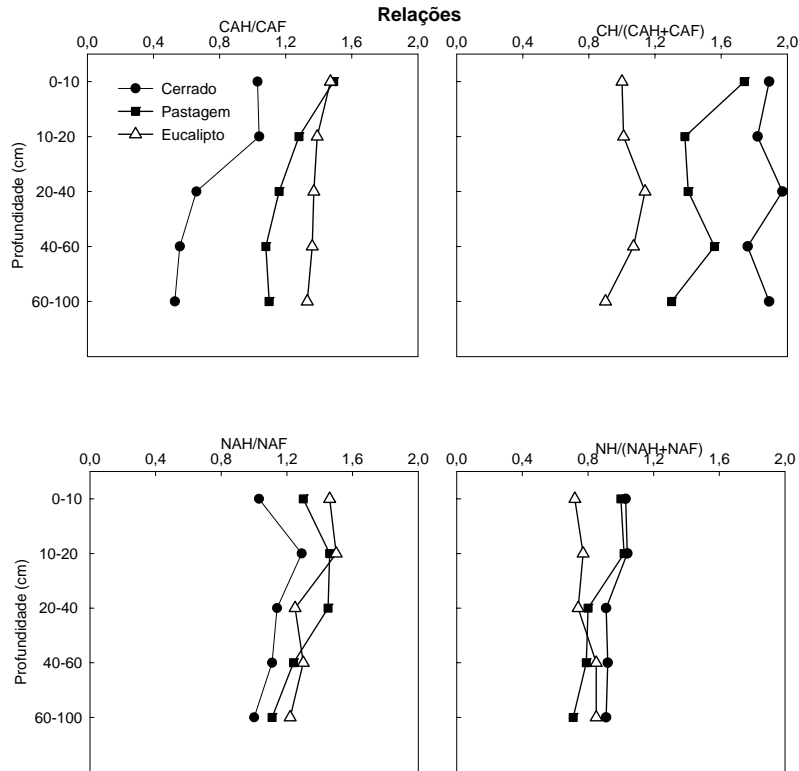 Relações
CAH/CAF
CH/(CAH+CAF)
0,0 0,4 0,8 1,2 1,6 2,0
0,0 0,4 0,8 1,2 1,6 2,0
Profundidade (cm)
0-10
10-20
20-40
40-60
60-100
Cerrado
Pastagem
Eucalipto
NAH/NAF
NH/(NAH+NAF)
0,0 0,4 0,8 1,2 1,6 2,0
0,0 0,4 0,8 1,2 1,6 2,0
Profundidade (cm)
0-10
10-20
20-40
40-60
60-100